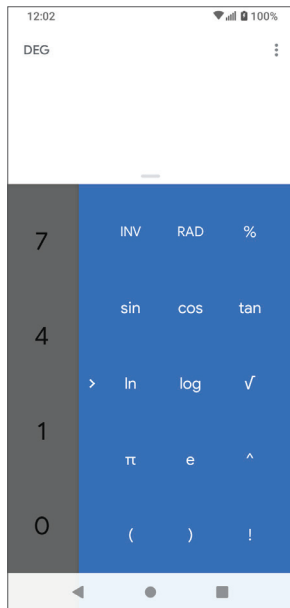 12:02 100%
DEG
7 INV RAD %
sin cos tan
4
> ln log √
1
π e ^
0
( ) !